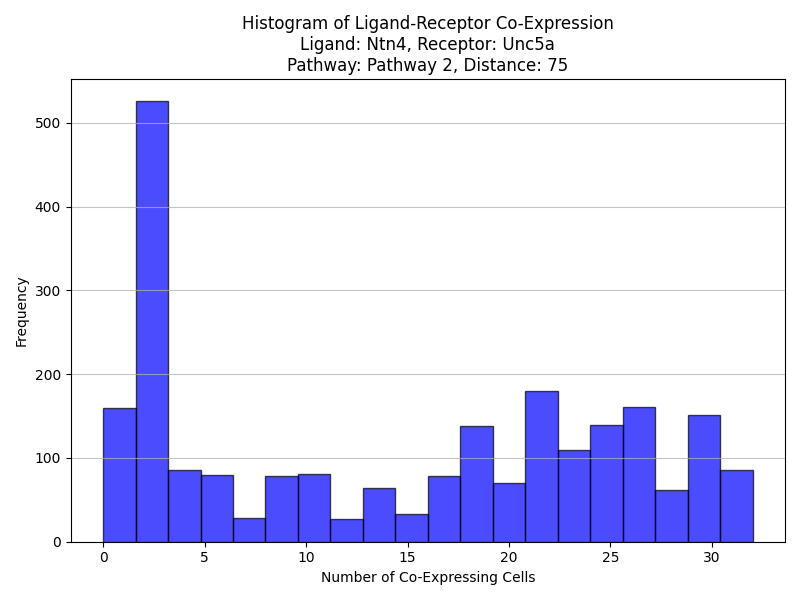 Histogram of Ligand-Receptor Co-Expression
Ligand: Ntn4, Receptor: Unc5a
Pathway: Pathway 2, Distance: 75
Frequency
500
400
300
200
100
0
0 5 10 15 20 25 30
Number of Co-Expressing Cells